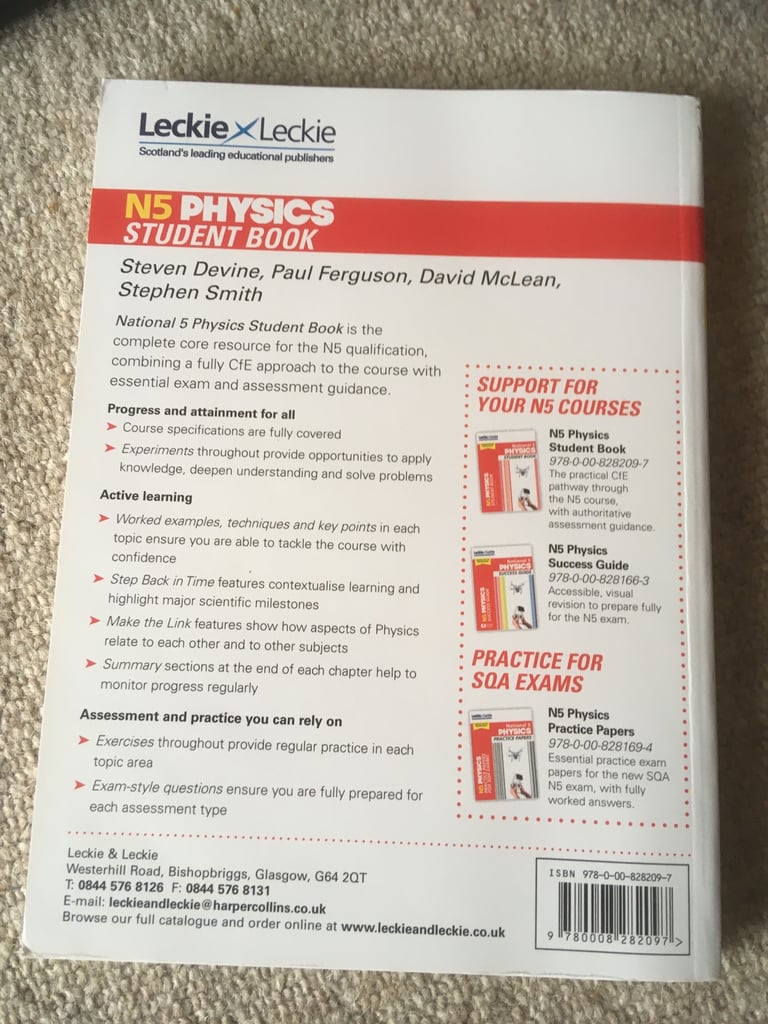 Leckie Leckie
Scotland's leading educational publishers
N5 PHYSICS
STUDENT BOOK
Steven Devine, Paul Ferguson, David McLean,
Stephen Smith
National 5 Physics Student Book is the
complete core resource for the N5 qualification,
combining a fully CfE approach to the course with
essential exam and assessment guidance.
Progress and attainment for all
➤ Course specifications are fully covered
➤ Experiments throughout provide opportunities to apply
knowledge, deepen understanding and solve problems
Active learning
➤ Worked examples, techniques and key points in each
topic ensure you are able to tackle the course with
confidence
➤ Step Back in Time features contextualise learning and
highlight major scientific milestones
➤ Make the Link features show how aspects of Physics
relate to each other and to other subjects
➤ Summary sections at the end of each chapter help to
monitor progress regularly
Assessment and practice you can rely on
➤ Exercises throughout provide regular practice in each
topic area
➤ Exam-style questions ensure you are fully prepared for
each assessment type
SUPPORT FOR
YOUR N5 COURSES
PHYSICS
STUDENT BOOK
N5 Physics
Student Book
978-0-00-828209-7
The practical CfE
pathway through
the N5 course,
with authoritative
assessment guidance.
PHYSICS
SUCCESS GUIDE
N5 Physics
Success Guide
978-0-00-828166-3
Accessible, visual
revision to prepare fully
for the N5 exam.
PRACTICE FOR
SQA EXAMS
PHYSICS
PRACTICE PAPERS
N5 Physics
Practice Papers
978-0-00-828169-4
Essential practice exam
papers for the new SQA
N5 exam, with fully
worked answers.
Leckie & Leckie
Westerhill Road, Bishopbriggs, Glasgow, G64 2QT
T: 0844 576 8126 F: 0844 576 8131
E-mail: leckieandleckie@harpercollins.co.uk
Browse our full catalogue and order online at www.leckieandleckie.co.uk
ISBN 978-0-00-828209-7
9 780008 282097 >